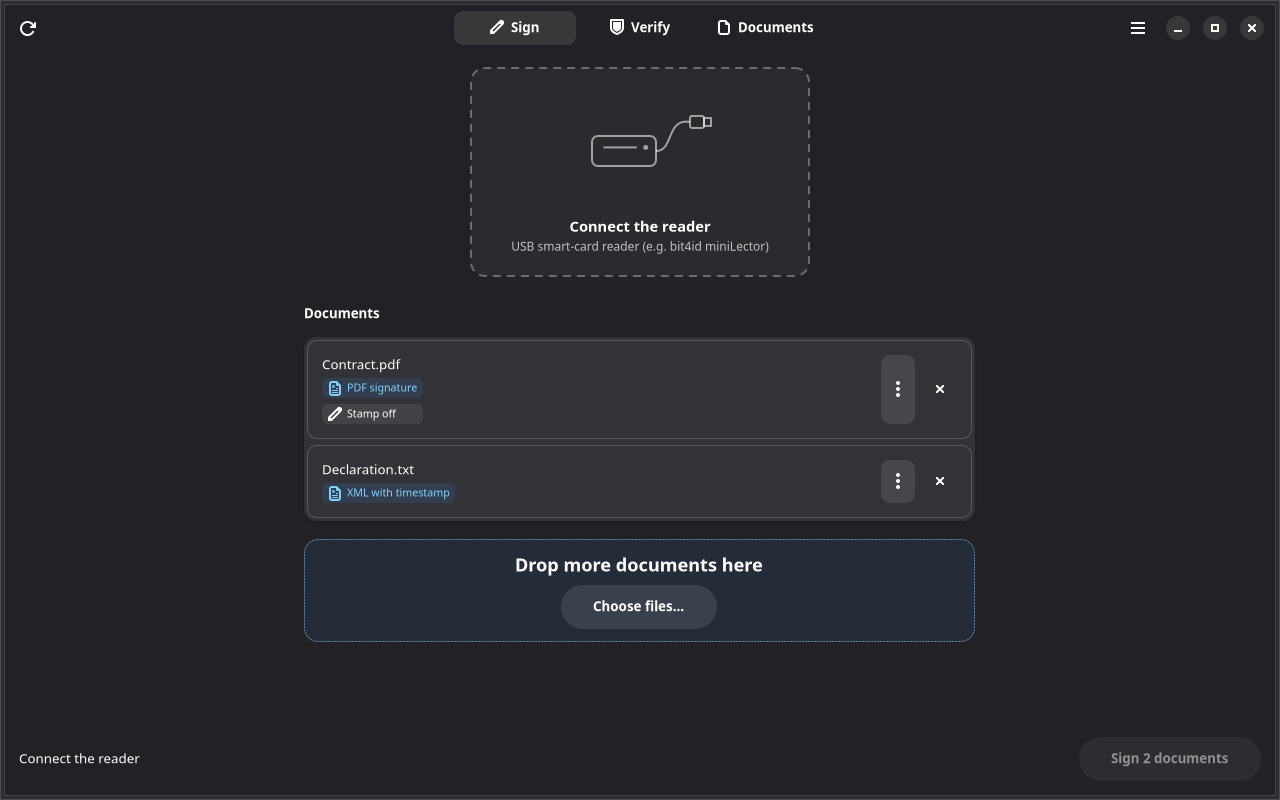 Sign
Verify
Documents
Connect the reader
USB smart-card reader (e.g. bit4id miniLector)
Documents
Contract.pdf
PDF signature
Stamp off
Declaration.txt
XML with timestamp
Drop more documents here
Choose files...
Connect the reader
Sign 2 documents